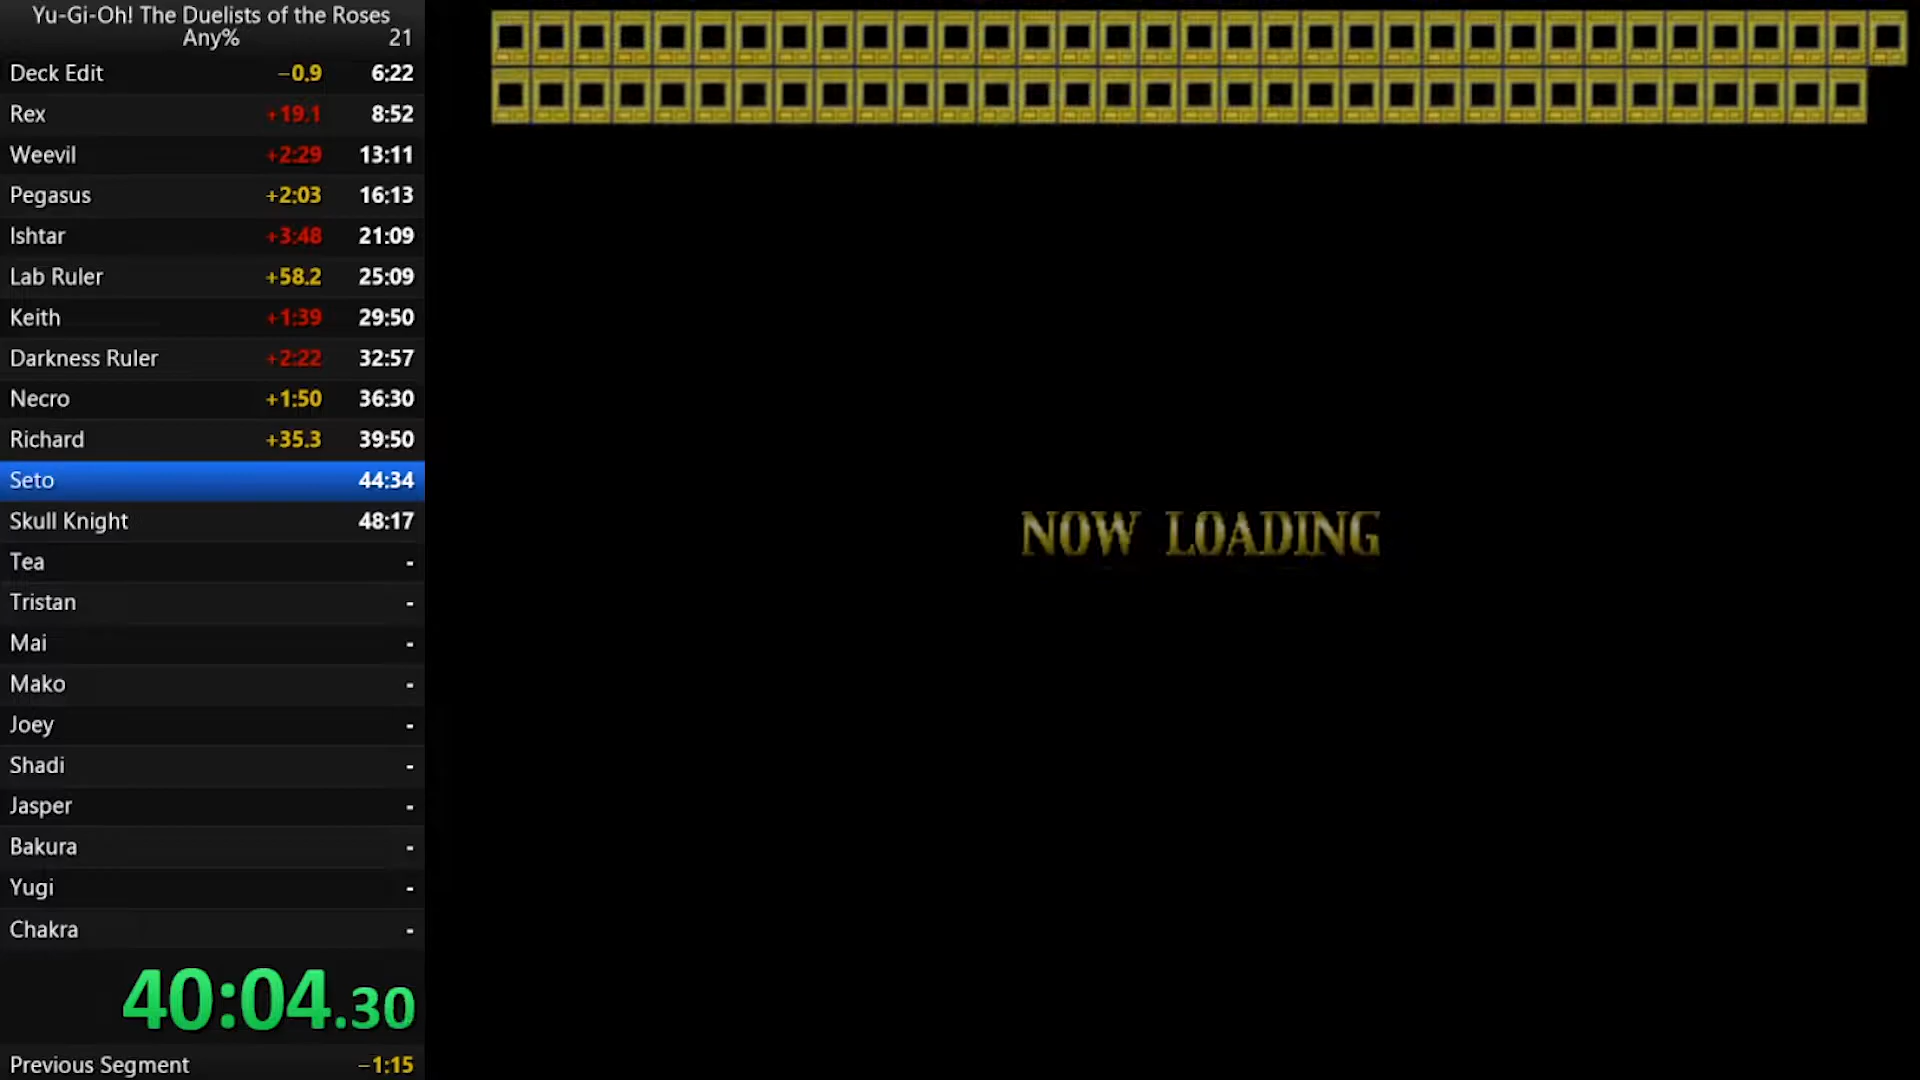 Yu-Gi-Oh! The Duelists of the Roses
Any% 21
Deck Edit −0.9 6:22
Rex +19.1 8:52
Weevil +2:29 13:11
Pegasus +2:03 16:13
Ishtar +3:48 21:09
Lab Ruler +58.2 25:09
Keith +1:39 29:50
Darkness Ruler +2:22 32:57
Necro +1:50 36:30
Richard +35.3 39:50
Seto 44:34
Skull Knight 48:17
Tea -
Tristan -
Mai -
Mako -
Joey -
Shadi -
Jasper -
Bakura -
Yugi -
Chakra -
40:04.30
Previous Segment −1:15
NOW LOADING